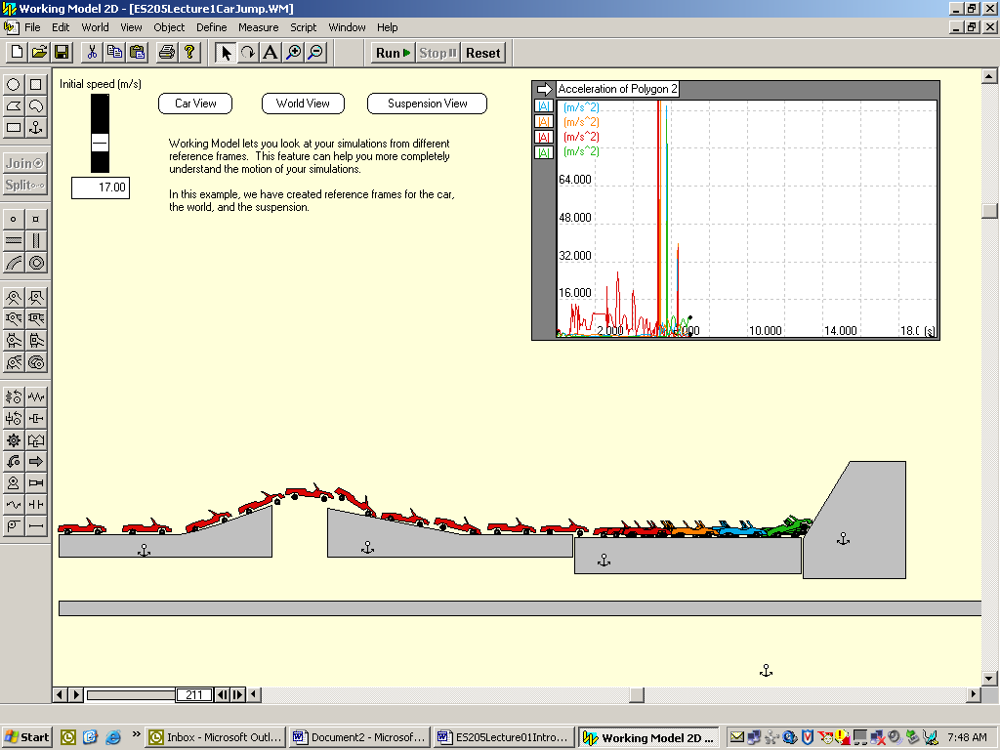 Working Model 2D - [ES205Lecture1CarJump.WM]
File Edit World View Object Define Measure Script Window Help
Run Stop Reset
Join
Split
Initial speed (m/s)
17.00
Car View World View Suspension View
Working Model lets you look at your simulations from different
reference frames. This feature can help you more completely
understand the motion of your simulations.
In this example, we have created reference frames for the car,
the world, and the suspension.
Acceleration of Polygon 2
|A| (m/s^2)
|A| (m/s^2)
|A| (m/s^2)
|A| (m/s^2)
64.000
48.000
32.000
16.000
2.000 10.000 14.000 18.0 (s)
211
Start Inbox - Microsoft Outl... Document2 - Microsof... ES205Lecture01Intro... Working Model 2D ... 7:48 AM